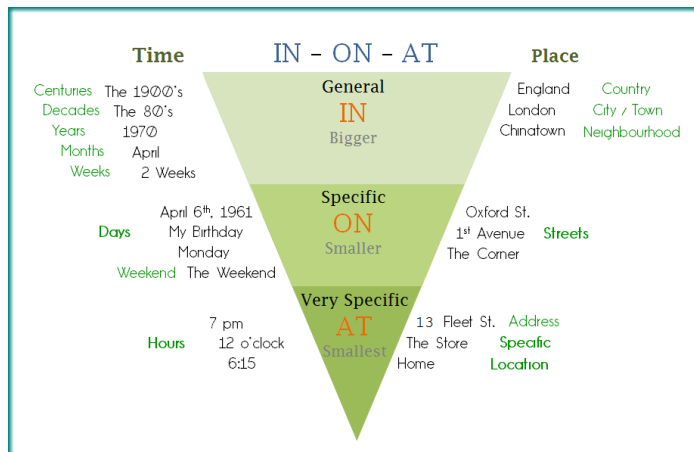 Time IN - ON - AT Place
General
IN
Bigger
Centuries The 1900's
Decades The 80's
Years 1970
Months April
Weeks 2 Weeks
England Country
London City / Town
Chinatown Neighbourhood
Specific
ON
Smaller
April 6th, 1961
Days My Birthday
Monday
Weekend The Weekend
Oxford St.
1st Avenue Streets
The Corner
Very Specific
AT
Smallest
7 pm
Hours 12 o'clock
6:15
13 Fleet St. Address
The Store Specific
Home Location